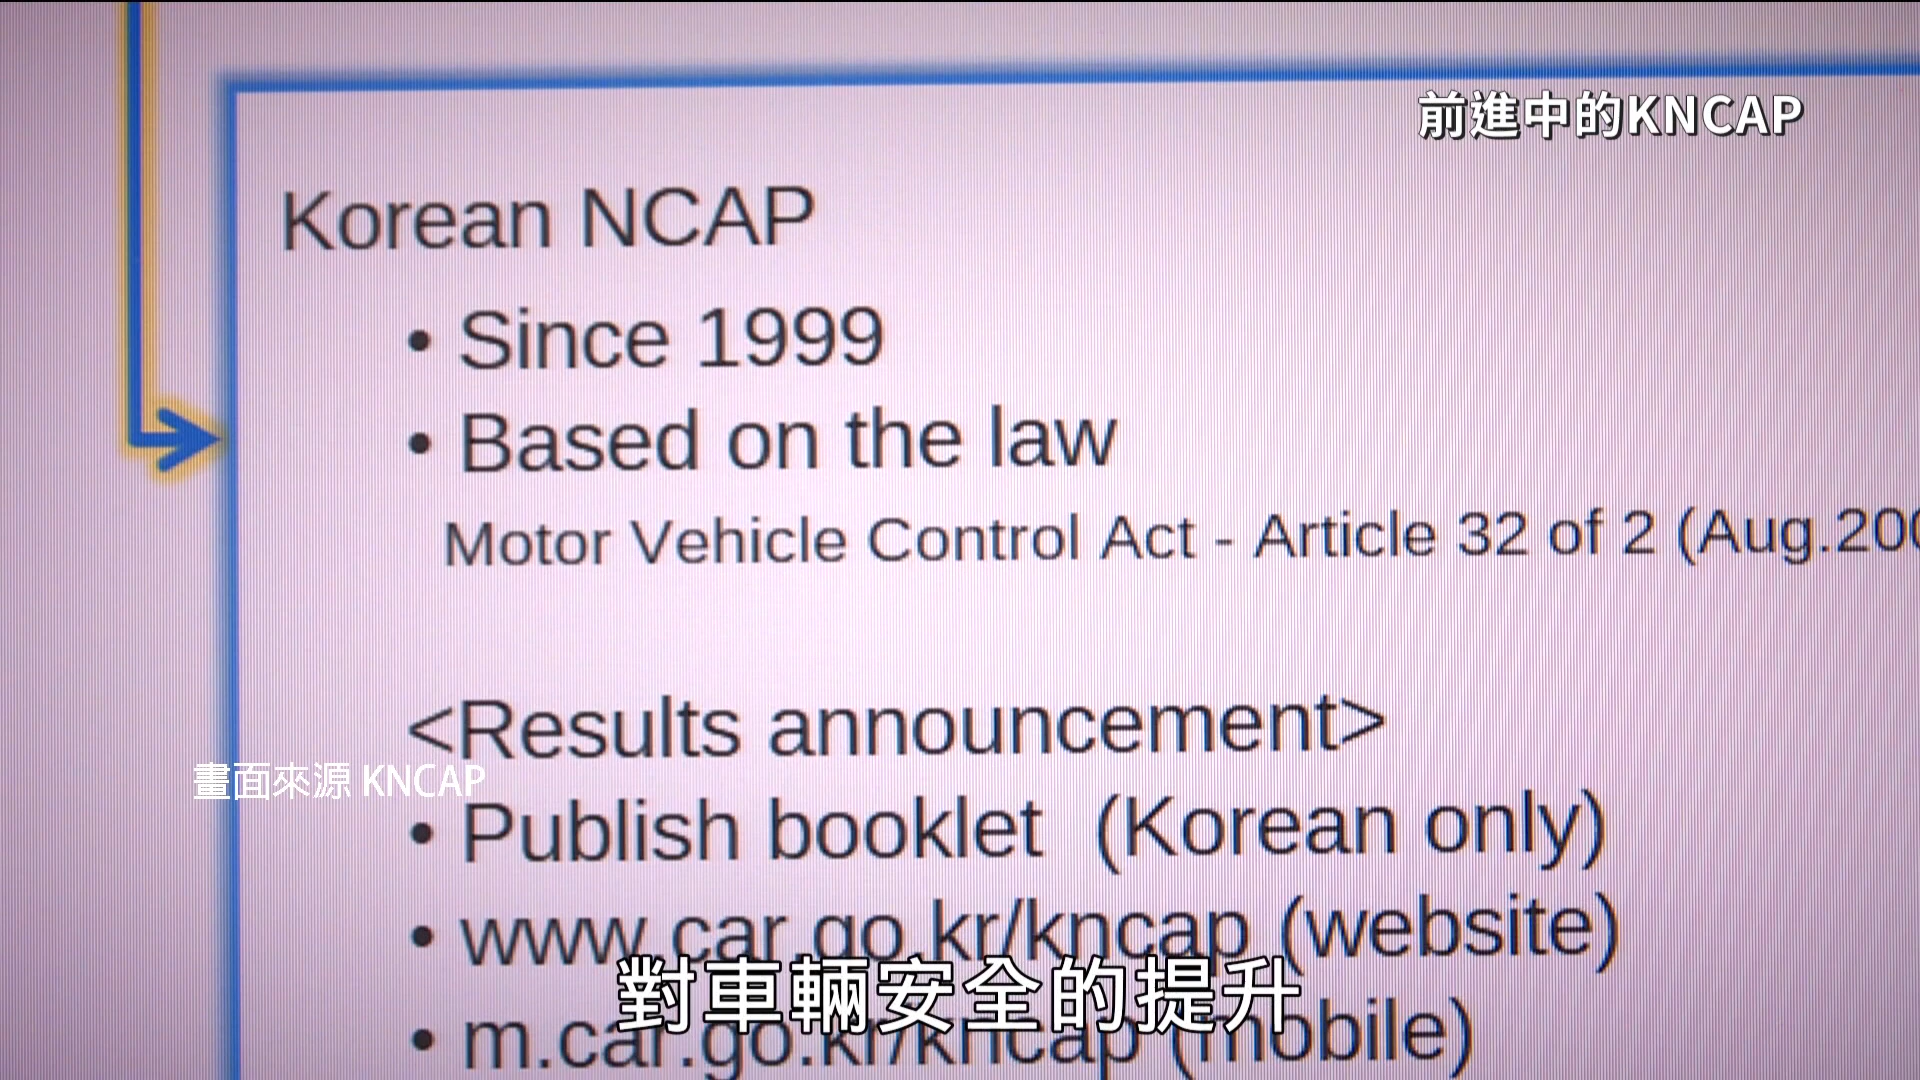 前進中的KNCAP
Korean NCAP
• Since 1999
• Based on the law
Motor Vehicle Control Act - Article 32 of 2 (Aug.200
<Results announcement>
畫面來源 KNCAP
• Publish booklet (Korean only)
• www.car.go.kr/kncap (website)
對車輛安全的提升
• m.car.go.kr/kncap (mobile)